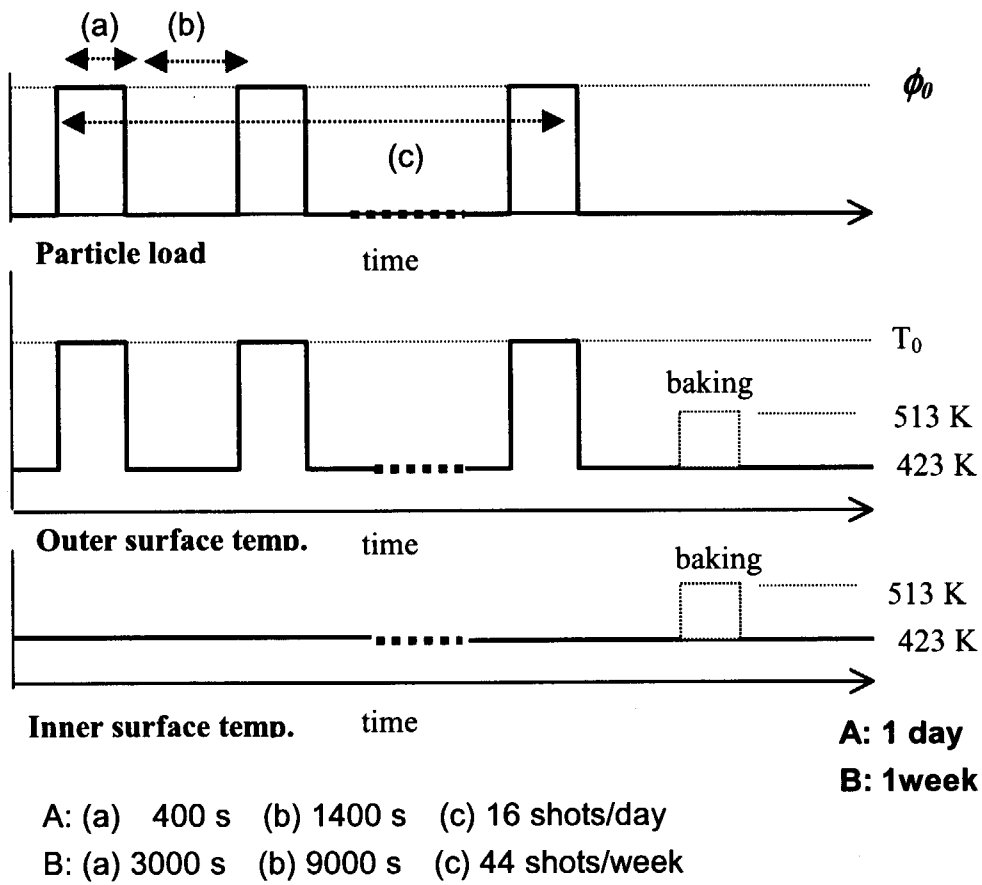 (a) (b)
ϕ₀
(c)
Particle load time
T₀
baking
513 K
423 K
Outer surface temp. time
baking
513 K
423 K
Inner surface temp. time
A: 1 day
B: 1week
A: (a) 400 s (b) 1400 s (c) 16 shots/day
B: (a) 3000 s (b) 9000 s (c) 44 shots/week